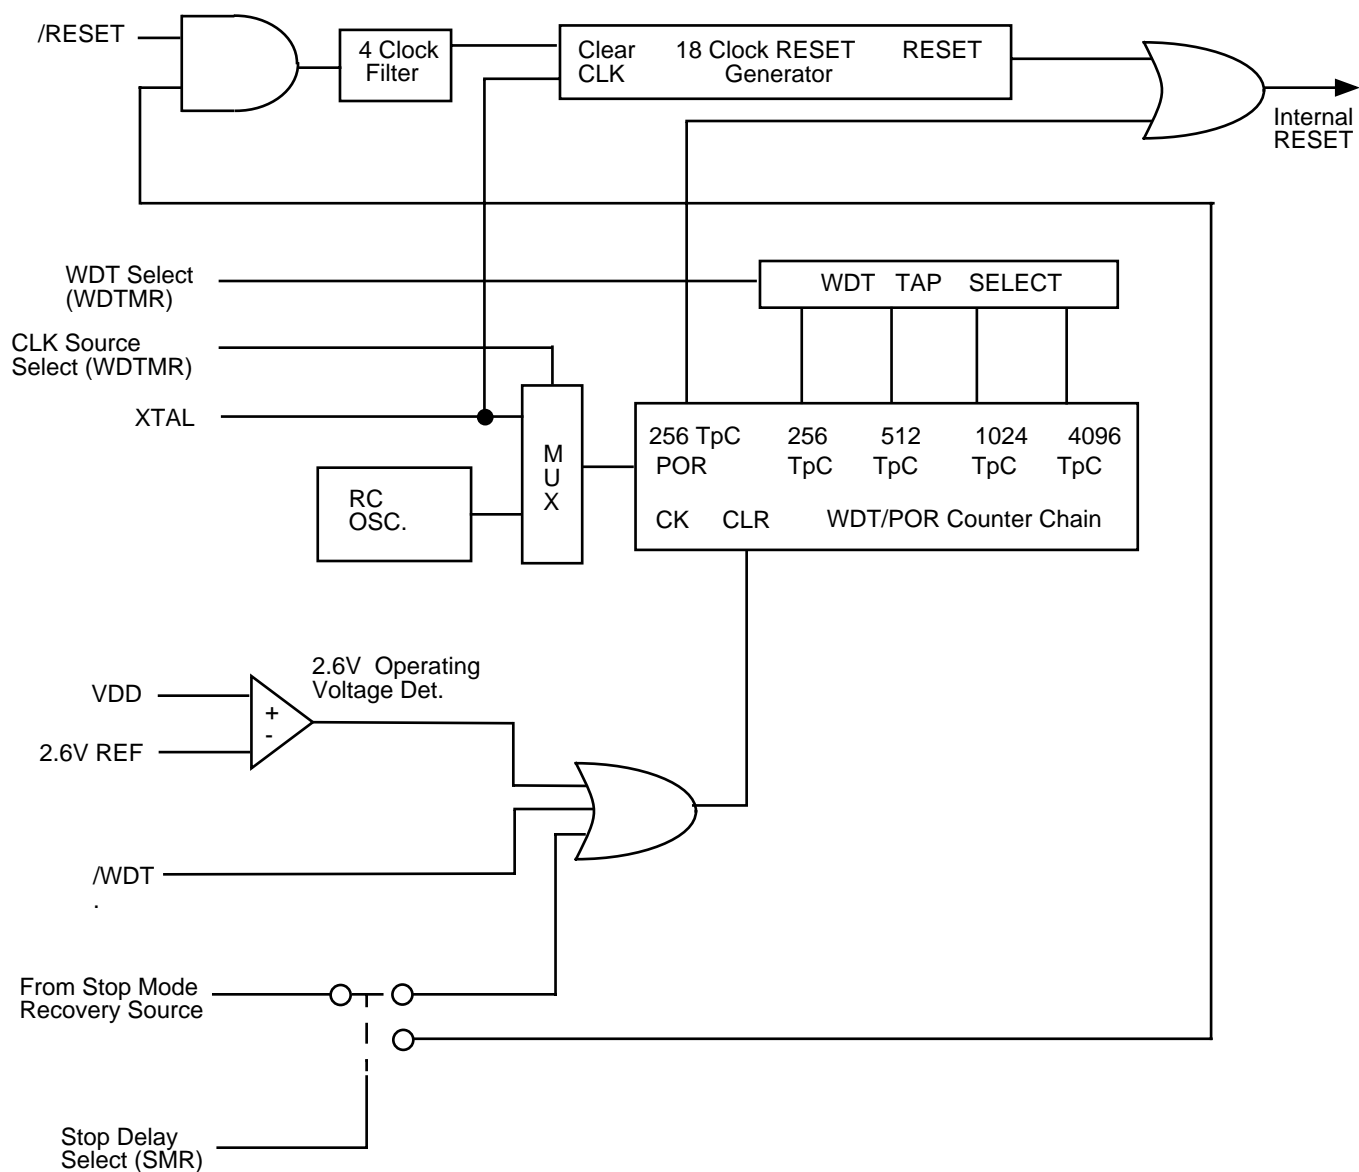 /RESET
4 Clock
Filter
Clear 18 Clock RESET RESET
CLK Generator
Internal
RESET
WDT Select
(WDTMR)
WDT TAP SELECT
CLK Source
Select (WDTMR)
XTAL
M
U
X
RC
OSC.
256 TpC 256 512 1024 4096
POR TpC TpC TpC TpC
CK CLR WDT/POR Counter Chain
2.6V Operating
Voltage Det.
VDD
+
-
2.6V REF
/WDT
.
From Stop Mode
Recovery Source
Stop Delay
Select (SMR)